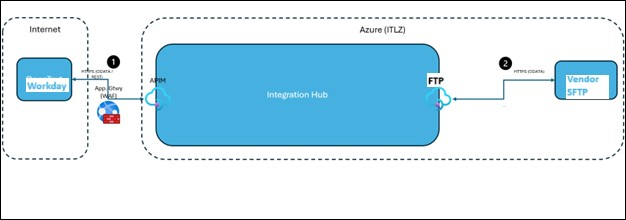 Internet
Azure (ITLZ)
1
2
HTTPS (ODATA /
REST)
HTTPS (ODATA)
Workday
App. Gtwy
(WAF)
APIM
Integration Hub
FTP
Vendor
SFTP